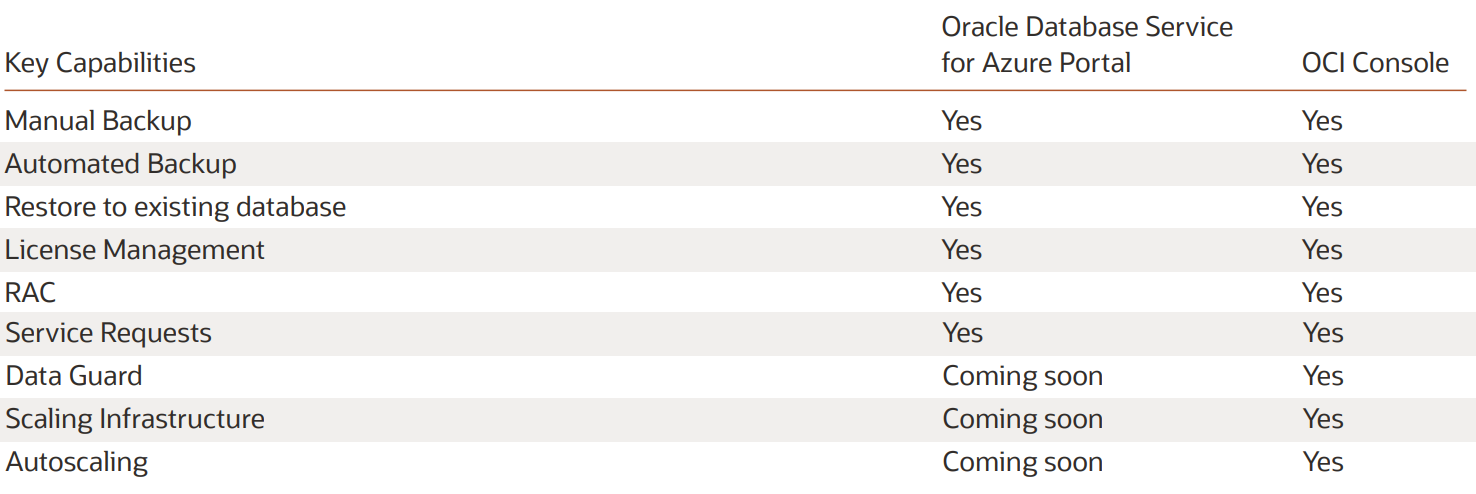 Key Capabilities Oracle Database Service for Azure Portal OCI Console
Manual Backup Yes Yes
Automated Backup Yes Yes
Restore to existing database Yes Yes
License Management Yes Yes
RAC Yes Yes
Service Requests Yes Yes
Data Guard Coming soon Yes
Scaling Infrastructure Coming soon Yes
Autoscaling Coming soon Yes